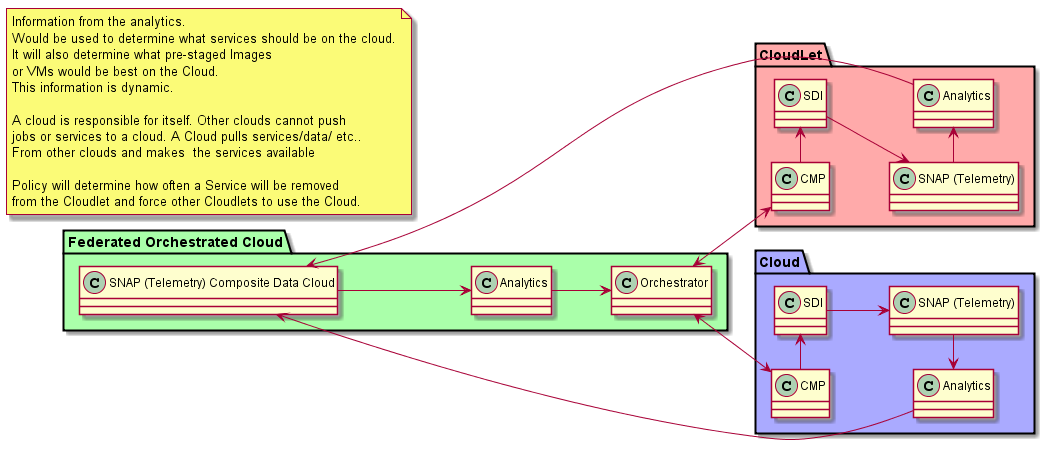 Information from the analytics.
Would be used to determine what services should be on the cloud.
It will also determine what pre-staged Images
or VMs would be best on the Cloud.
This information is dynamic.
A cloud is responsible for itself. Other clouds cannot push
jobs or services to a cloud. A Cloud pulls services/data/ etc..
From other clouds and makes  the services available
Policy will determine how often a Service will be removed
from the Cloudlet and force other Cloudlets to use the Cloud.
CloudLet
C SDI
C Analytics
C CMP
C SNAP (Telemetry)
Federated Orchestrated Cloud
C SNAP (Telemetry) Composite Data Cloud
C Analytics
C Orchestrator
Cloud
C SDI
C SNAP (Telemetry)
C CMP
C Analytics